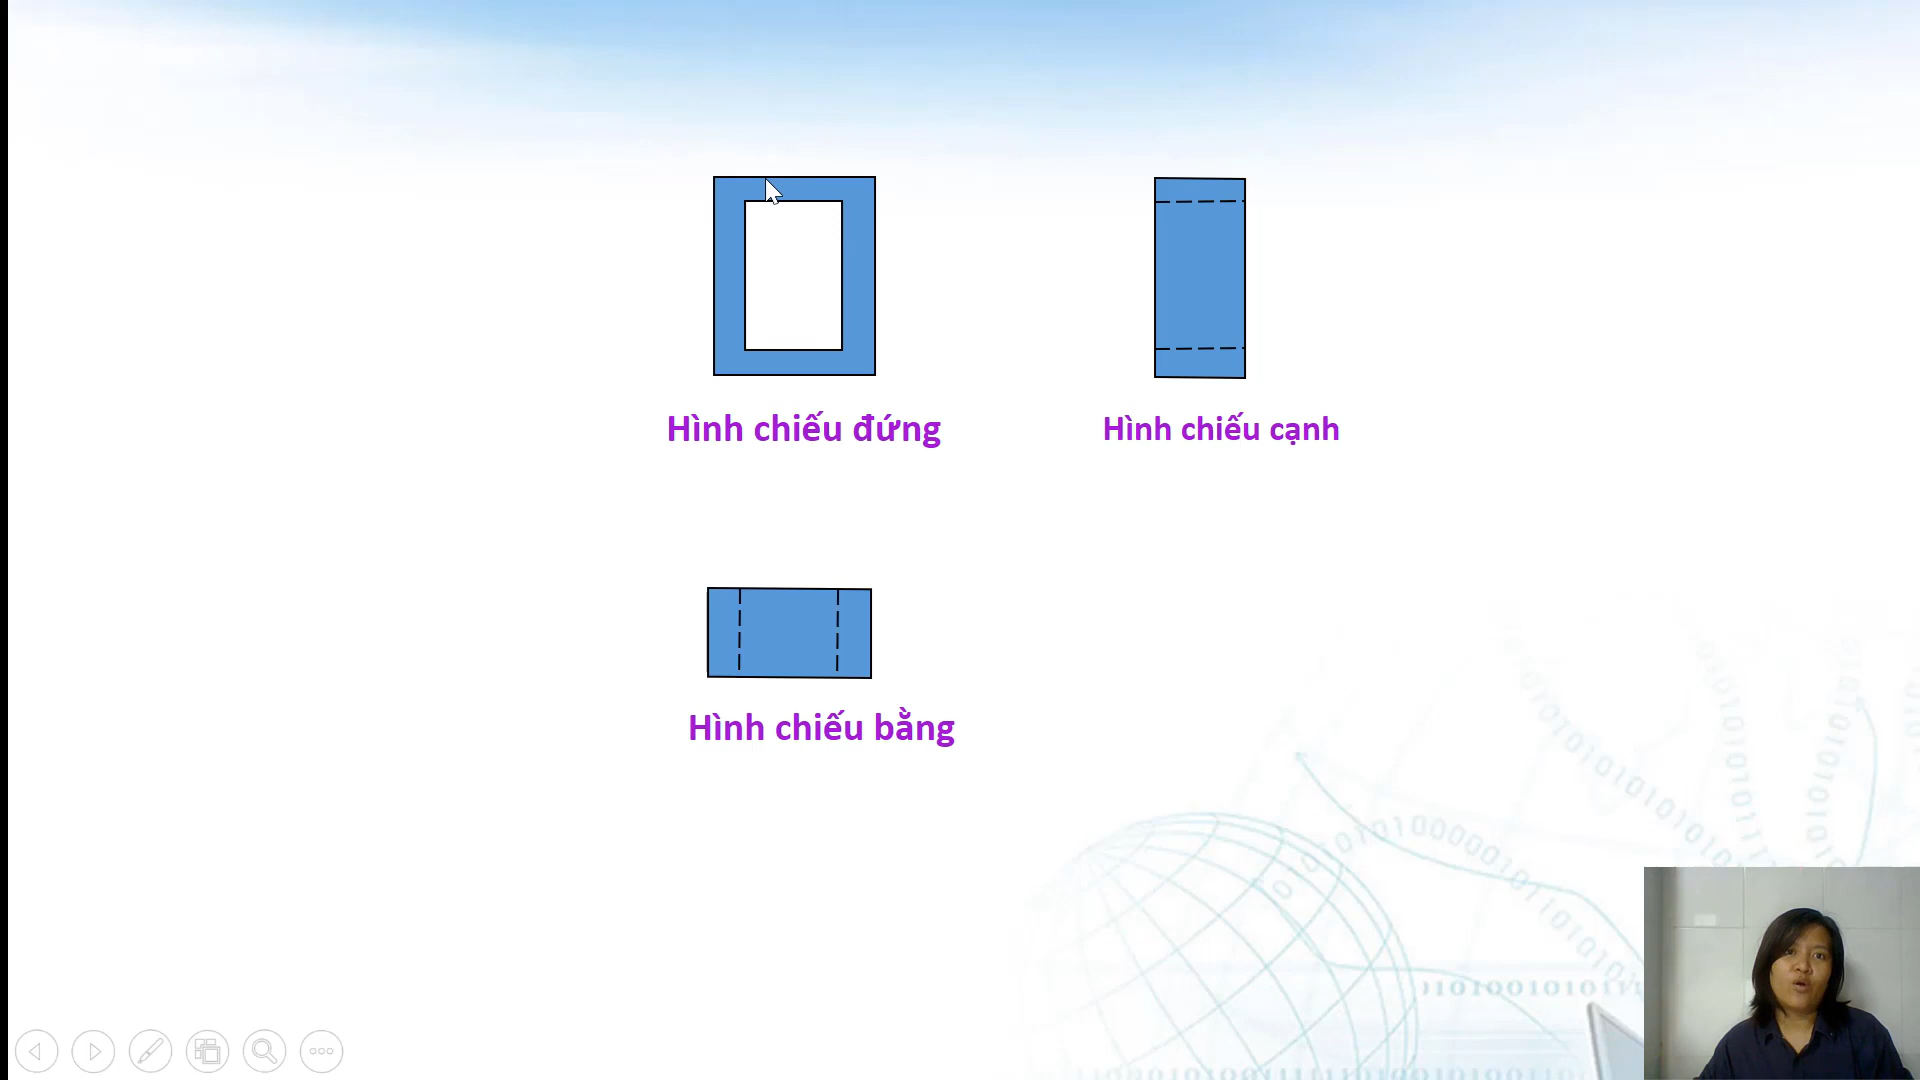 Hình chiếu đứng
Hình chiếu cạnh
Hình chiếu bằng